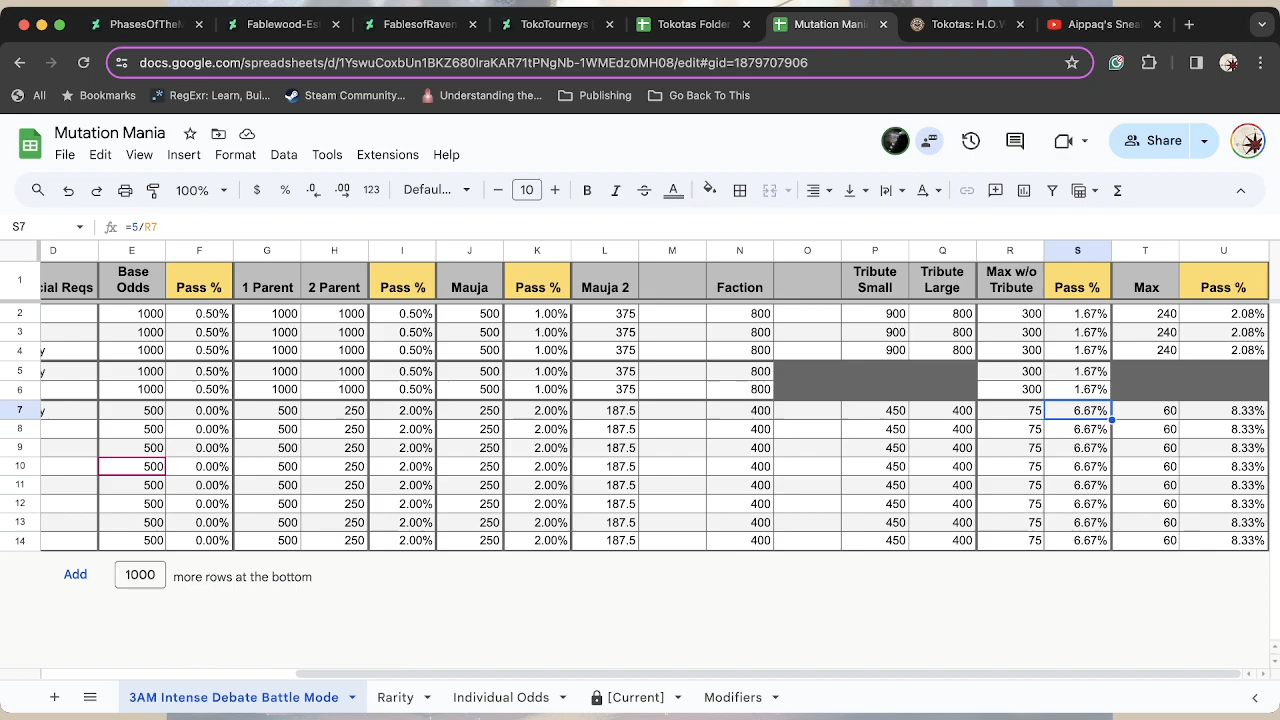 PhasesOfTheM
Fablewood-Es
FablesofRaven
TokoTourneys
Tokotas Folder
Mutation Mania
Tokotas: H.O.W
Aippaq's Snea
docs.google.com/spreadsheets/d/1YswuCoxbUn1BKZ680IraKAR71tPNgNb-1WMEdz0MH08/edit#gid=1879707906
All
Bookmarks
RegExr: Learn, Bui...
Steam Community...
Understanding the...
Publishing
Go Back To This
Mutation Mania
File Edit View Insert Format Data Tools Extensions Help
Share
100% $ % .0 .00 123 Defaul... 10 B I A
S7 fx =5/R7
D E F G H I J K L M N O P Q R S T U
1 cial Reqs Base Odds Pass % 1 Parent 2 Parent Pass % Mauja Pass % Mauja 2 Faction Tribute Small Tribute Large Max w/o Tribute Pass % Max Pass %
2 1000 0.50% 1000 1000 0.50% 500 1.00% 375 800 900 800 300 1.67% 240 2.08%
3 1000 0.50% 1000 1000 0.50% 500 1.00% 375 800 900 800 300 1.67% 240 2.08%
4 y 1000 0.50% 1000 1000 0.50% 500 1.00% 375 800 900 800 300 1.67% 240 2.08%
5 y 1000 0.50% 1000 1000 0.50% 500 1.00% 375 800 300 1.67%
6 1000 0.50% 1000 1000 0.50% 500 1.00% 375 800 300 1.67%
7 y 500 0.00% 500 250 2.00% 250 2.00% 187.5 400 450 400 75 6.67% 60 8.33%
8 500 0.00% 500 250 2.00% 250 2.00% 187.5 400 450 400 75 6.67% 60 8.33%
9 500 0.00% 500 250 2.00% 250 2.00% 187.5 400 450 400 75 6.67% 60 8.33%
10 500 0.00% 500 250 2.00% 250 2.00% 187.5 400 450 400 75 6.67% 60 8.33%
11 500 0.00% 500 250 2.00% 250 2.00% 187.5 400 450 400 75 6.67% 60 8.33%
12 500 0.00% 500 250 2.00% 250 2.00% 187.5 400 450 400 75 6.67% 60 8.33%
13 500 0.00% 500 250 2.00% 250 2.00% 187.5 400 450 400 75 6.67% 60 8.33%
14 500 0.00% 500 250 2.00% 250 2.00% 187.5 400 450 400 75 6.67% 60 8.33%
Add 1000 more rows at the bottom
3AM Intense Debate Battle Mode Rarity Individual Odds [Current] Modifiers